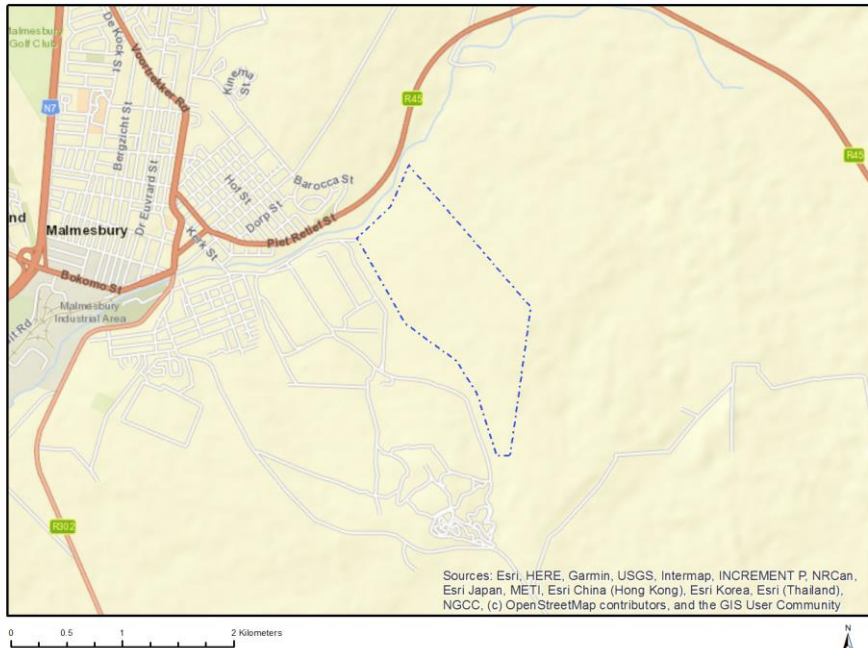 Malmesbury
Golf Club
De Kock St
Voortrekker Rd
Kinema
St
N7
Bergzicht St
R45
R45
Dr Euvrard St
Hof St
Barocca St
Dorp St
nd
Malmesbury
Kerk St
Piet Relief St
Bokomo St
Malmesbury
Industrial Area
Rd
R302
Sources: Esri, HERE, Garmin, USGS, Intermap, INCREMENT P, NRCan,
Esri Japan, METI, Esri China (Hong Kong), Esri Korea, Esri (Thailand),
NGCC, (c) OpenStreetMap contributors, and the GIS User Community
0 0.5 1 2 Kilometers
N